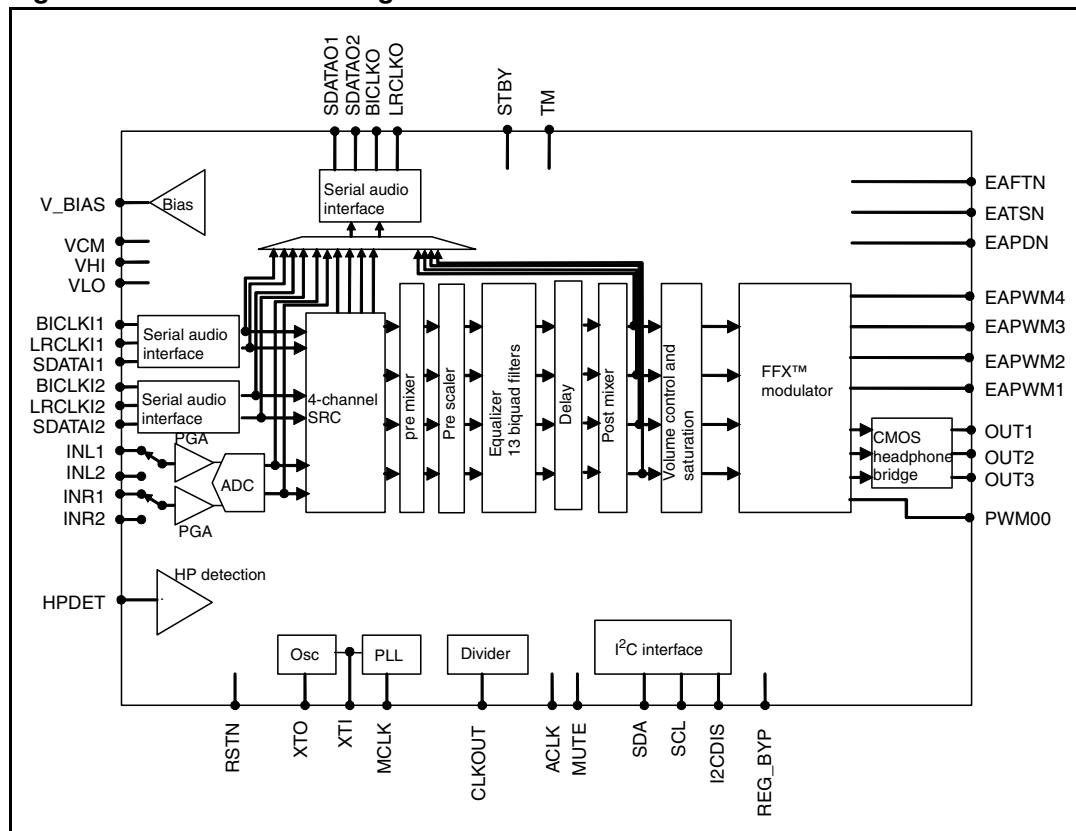 SDATAO1
SDATAO2
BICLKO
LRCLKO
STBY
TM
Serial audio
interface
V_BIAS
Bias
VCM
VHI
VLO
BICLKI1
LRCLKI1
SDATAI1
Serial audio
interface
BICLKI2
LRCLKI2
SDATAI2
Serial audio
interface
INL1
INL2
INR1
INR2
PGA
PGA
ADC
4-channel
SRC
pre mixer
Pre scaler
Equalizer
13 biquad filters
Delay
Post mixer
Volume control and
saturation
FFX™
modulator
CMOS
headphone
bridge
EAFTN
EATSN
EAPDN
EAPWM4
EAPWM3
EAPWM2
EAPWM1
OUT1
OUT2
OUT3
PWM00
HPDET
HP detection
Osc
PLL
Divider
I2C interface
RSTN
XTO
XTI
MCLK
CLKOUT
ACLK
MUTE
SDA
SCL
I2CDIS
REG_BYP